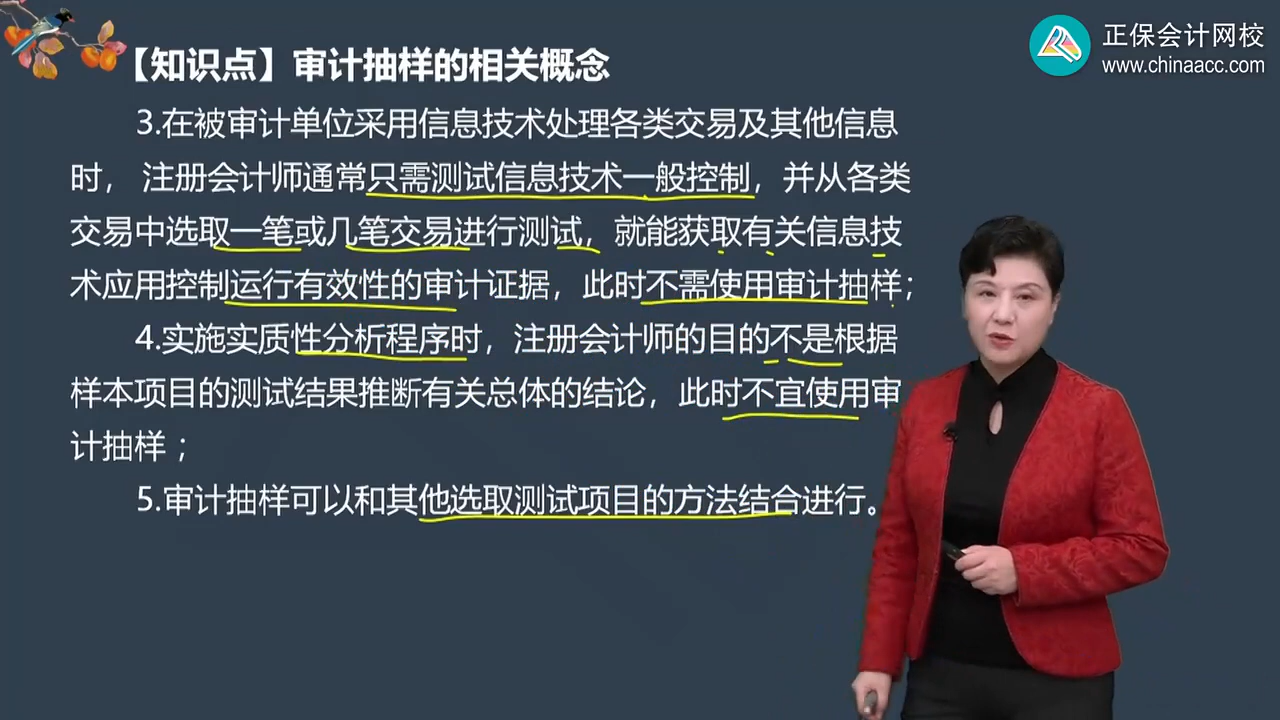 正保会计网校
www.chinaacc.com
【知识点】审计抽样的相关概念
3.在被审计单位采用信息技术处理各类交易及其他信息
时， 注册会计师通常只需测试信息技术一般控制，并从各类
交易中选取一笔或几笔交易进行测试，就能获取有关信息技
术应用控制运行有效性的审计证据，此时不需使用审计抽样；
4.实施实质性分析程序时，注册会计师的目的不是根据
样本项目的测试结果推断有关总体的结论，此时不宜使用审
计抽样；
5.审计抽样可以和其他选取测试项目的方法结合进行。